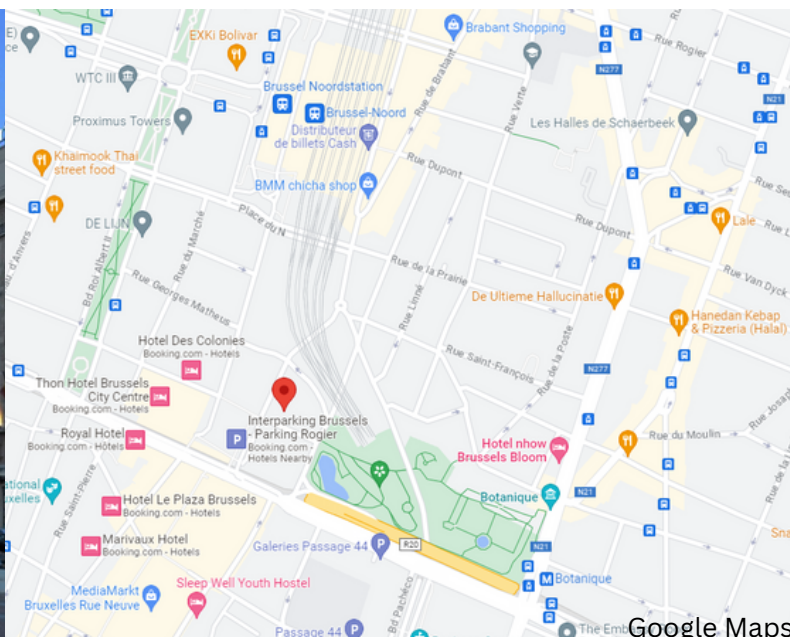 EXKi Bolivar
Brabant Shopping
Rue Rogier
N277
WTC III
Brussel Noordstation
Rue de Brabant
Rue Verte
N21
Proximus Towers
Brussel-Noord
Distributeur
de billets Cash
Les Halles de Schaerbeek
Khaimook Thai
street food
Rue Dupont
BMM chicha shop
DE LIJN
Rue du Marché
Place du N
Rue Dupont
Lale
Bd Roi Albert II
Rue de la Prairie
Rue Van Dyck
Rue Georges Matheus
Rue Linné
De Ultieme Hallucinatie
Hanedan Kebap
& Pizzeria (Halal)
Hotel Des Colonies
Booking.com - Hotels
Rue Saint-François
Rue de la Poste
N277
Thon Hotel Brussels
City Centre
Booking.com - Hotels
Interparking Brussels
- Parking Rogier
Booking.com -
Hotels Nearby
P
Royal Hotel
Booking.com - Hôtels
Hotel nhow
Brussels Bloom
Rue du Moulin
Rue Saint-Pierre
Hotel Le Plaza Brussels
Booking.com - Hotels
Botanique
N21
Marivaux Hotel
Booking.com - Hotels
Galeries Passage 44
P
R20
N21
MediaMarkt
Bruxelles Rue Neuve
Sleep Well Youth Hostel
Bd Pachéco
M Botanique
Passage 44
P
The Emb
Google Maps